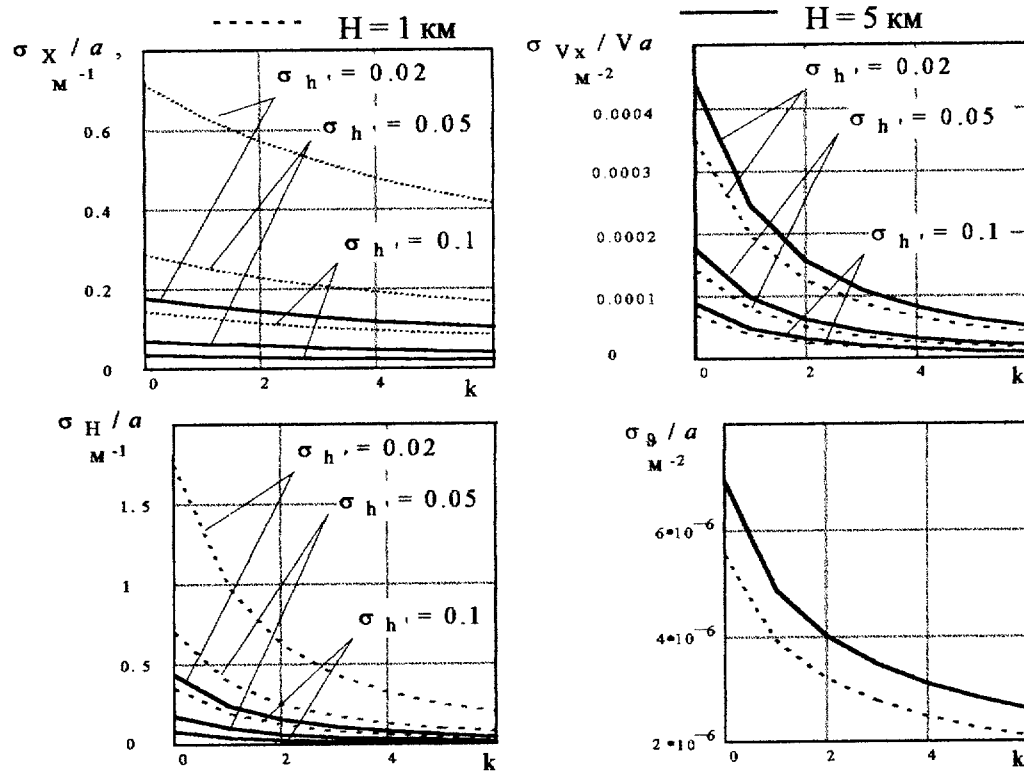 H = 1 км
H = 5 км
σ X / a ,
м -1
σ h ' = 0.02
σ h ' = 0.05
σ h ' = 0.1
0.6
0.4
0.2
0
0 2 4 k
σ Vx / V a
м -2
σ h ' = 0.02
σ h ' = 0.05
σ h ' = 0.1
0.0004
0.0003
0.0002
0.0001
0
0 2 4 k
σ H / a
м -1
σ h ' = 0.02
σ h ' = 0.05
σ h ' = 0.1
1.5
1
0.5
0
0 2 4 k
σ ϑ / a
м -2
6•10 -6
4•10 -6
2•10 -6
0 2 4 k